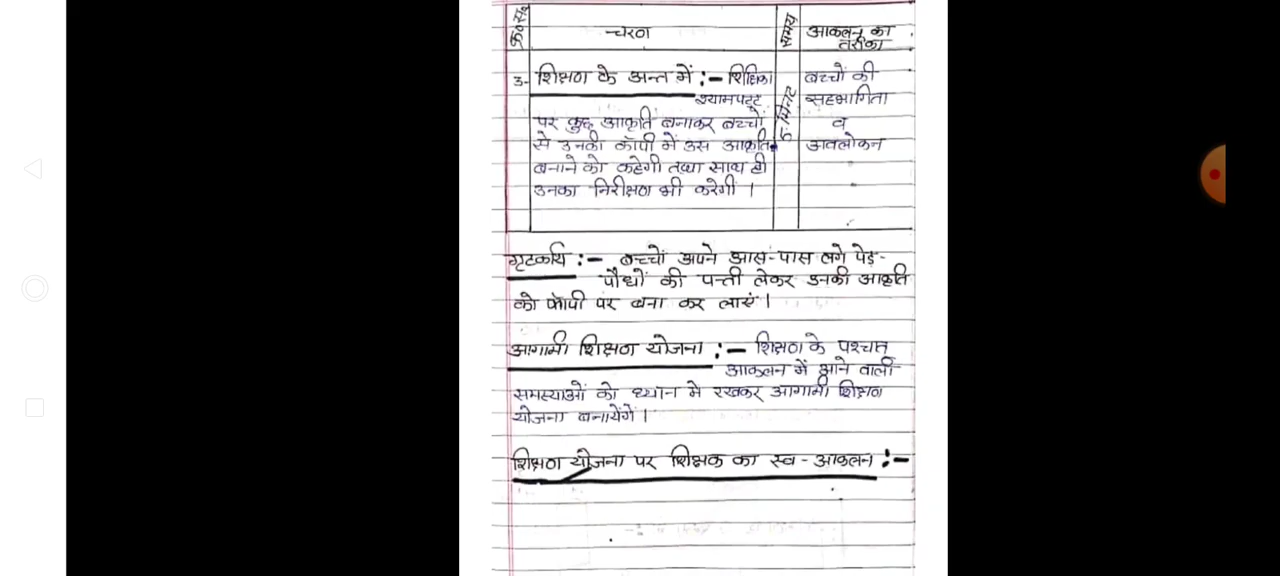 क्र०सं० चरण समय आकलन का
तरीका
3- शिक्षण के अन्त में :- शिक्षिका
श्यामपट्ट
पर कुछ आकृति बनाकर बच्चों
से उनकी कॉपी में उस आकृति
बनाने को कहेगी तथा साथ ही
उनका निरीक्षण भी करेगीं ।
मिनट
बच्चों की
सहभागिता
व
अवलोकन
गृहकार्य :- बच्चों अपने आस-पास लगे पेड़-
पौधों की पत्ती लेकर उनकी आकृति
को कॉपी पर बना कर लाएं ।
आगामी शिक्षण योजना :- शिक्षण के पश्चात
आकलन में आने वाली
समस्याओं को ध्यान मे रखकर आगामी शिक्षण
योजना बनायेंगें ।
शिक्षण योजना पर शिक्षक का स्व-आकलन :-